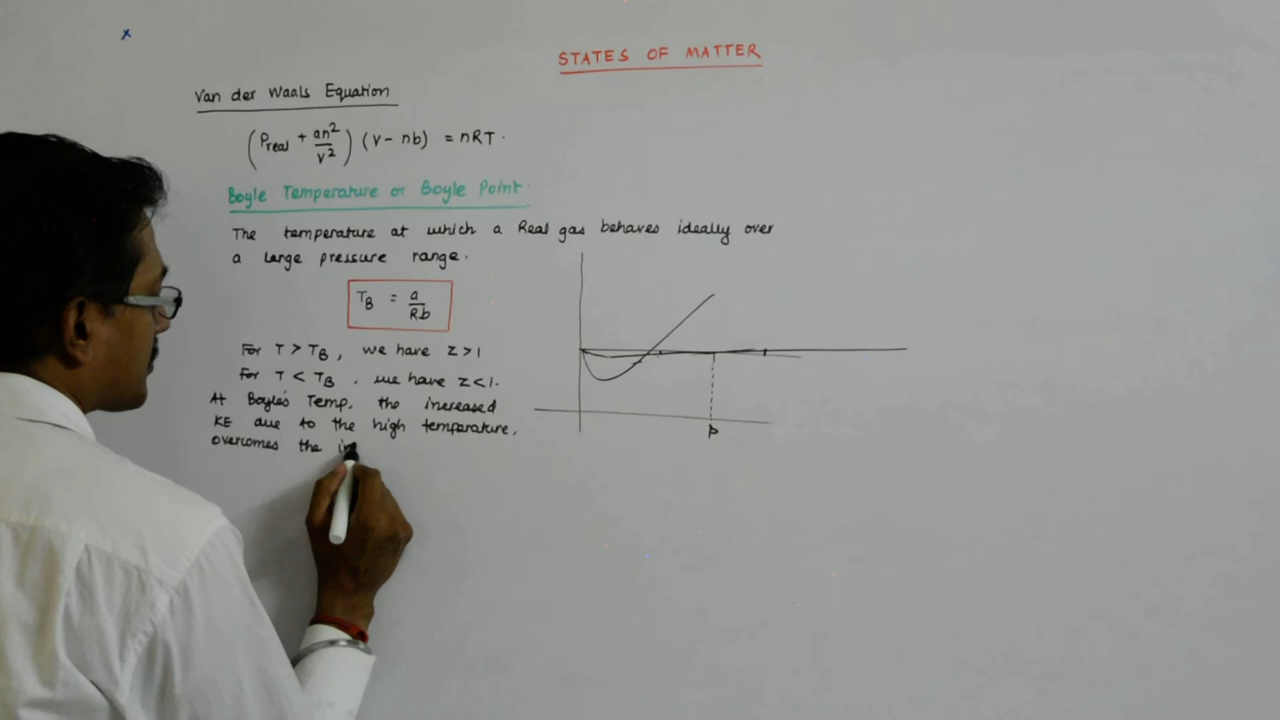 x
STATES OF MATTER
Van der Waals Equation
(Preal + an²/V²) (V - nb) = nRT.
Boyle Temperature or Boyle Point.
The temperature at which a Real gas behaves ideally over
a large pressure range.
TB = a/Rb
For T > TB, we have Z > 1
For T < TB, we have Z < 1.
At Boyle's Temp, the increased
KE due to the high temperature,
overcomes the in
P